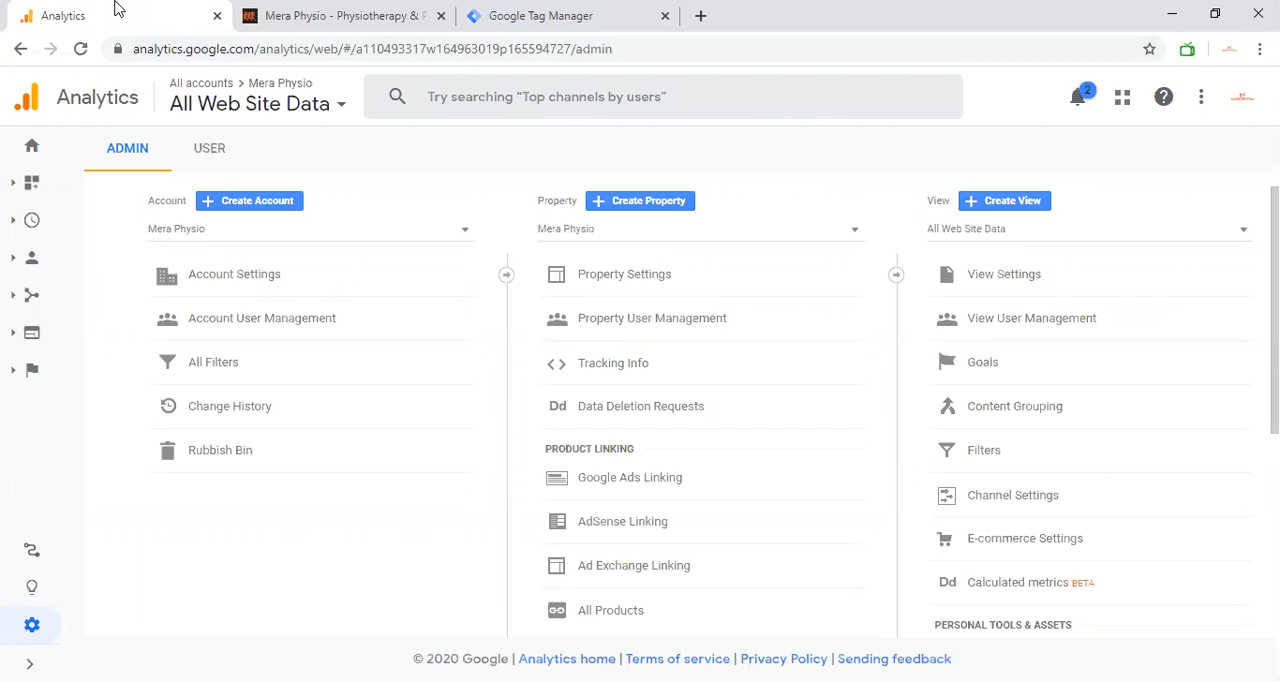 Analytics
Mera Physio - Physiotherapy & F
Google Tag Manager
analytics.google.com/analytics/web/#/a110493317w164963019p165594727/admin
Analytics
All accounts > Mera Physio
All Web Site Data
Try searching “Top channels by users”
2
ADMIN
USER
Account
Create Account
Mera Physio
Account Settings
Account User Management
All Filters
Change History
Rubbish Bin
Property
Create Property
Mera Physio
Property Settings
Property User Management
Tracking Info
Dd Data Deletion Requests
PRODUCT LINKING
Google Ads Linking
AdSense Linking
Ad Exchange Linking
All Products
View
Create View
All Web Site Data
View Settings
View User Management
Goals
Content Grouping
Filters
Channel Settings
E-commerce Settings
Dd Calculated metrics BETA
PERSONAL TOOLS & ASSETS
© 2020 Google | Analytics home | Terms of service | Privacy Policy | Sending feedback